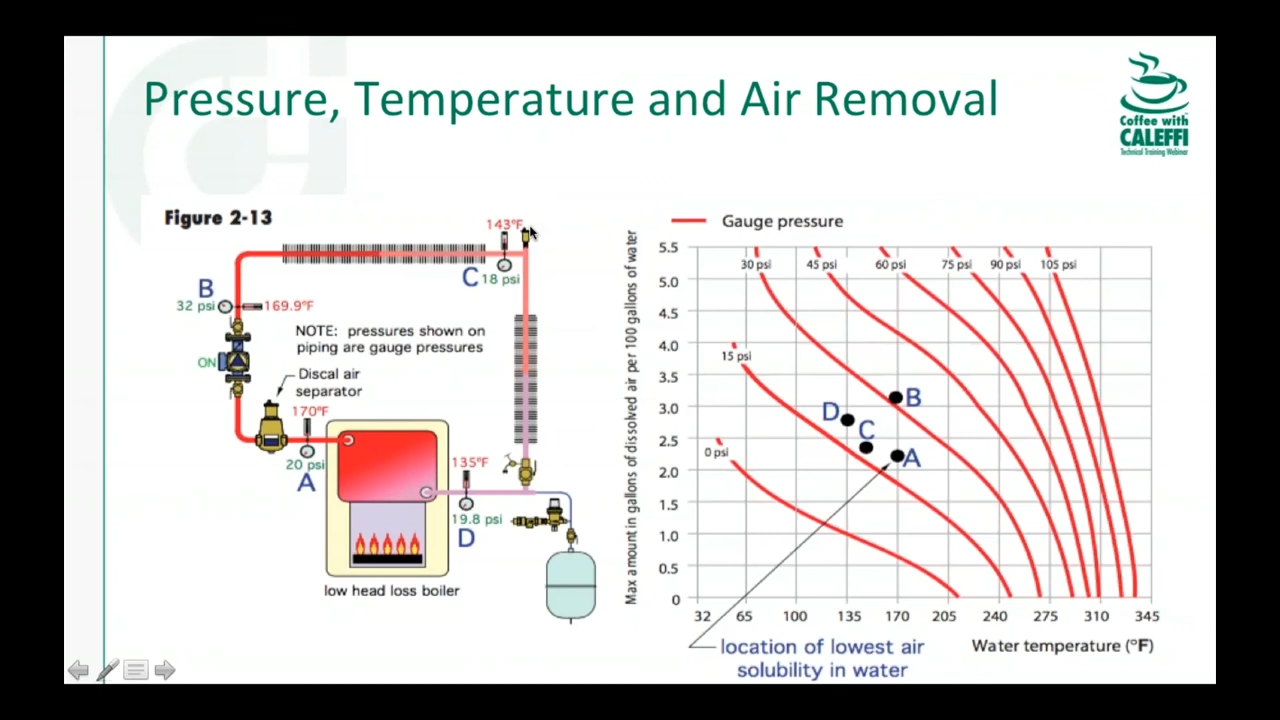 Pressure, Temperature and Air Removal
Coffee with
CALEFFI
Technical Training Webinar
Figure 2-13
143°F
C 18 psi
B
32 psi
169.9°F
NOTE: pressures shown on
piping are gauge pressures
ON
Discal air
separator
170°F
20 psi
A
135°F
19.8 psi
D
low head loss boiler
Gauge pressure
Max amount in gallons of dissolved air per 100 gallons of water
5.5
5.0
4.5
4.0
3.5
3.0
2.5
2.0
1.5
1.0
0.5
0
30 psi 45 psi 60 psi 75 psi 90 psi 105 psi
15 psi
0 psi
B
D
C
A
32 65 100 135 170 205 240 275 310 345
Water temperature (°F)
location of lowest air
solubility in water